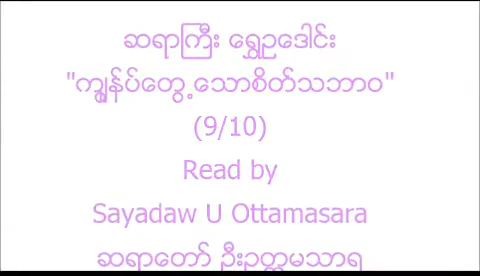 ဆရာကြီး ရွှေဥဒေါင်း
"ကျွန်ုပ်တွေ့သောစိတ်သဘာဝ"
(9/10)
Read by
Sayadaw U Ottamasara
ဆရာတော် ဦးဥတ္တမသာရ